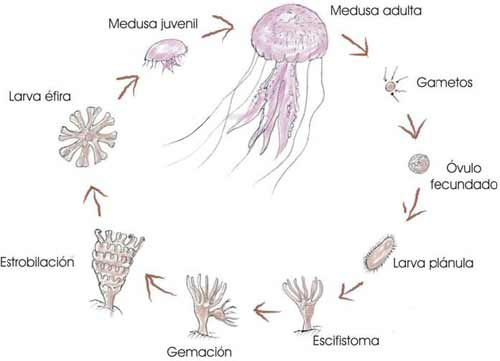 Medusa adulta
Medusa juvenil
Gametos
Larva éfira
Óvulo
fecundado
Estrobilación
Larva plánula
Escifistoma
Gemación